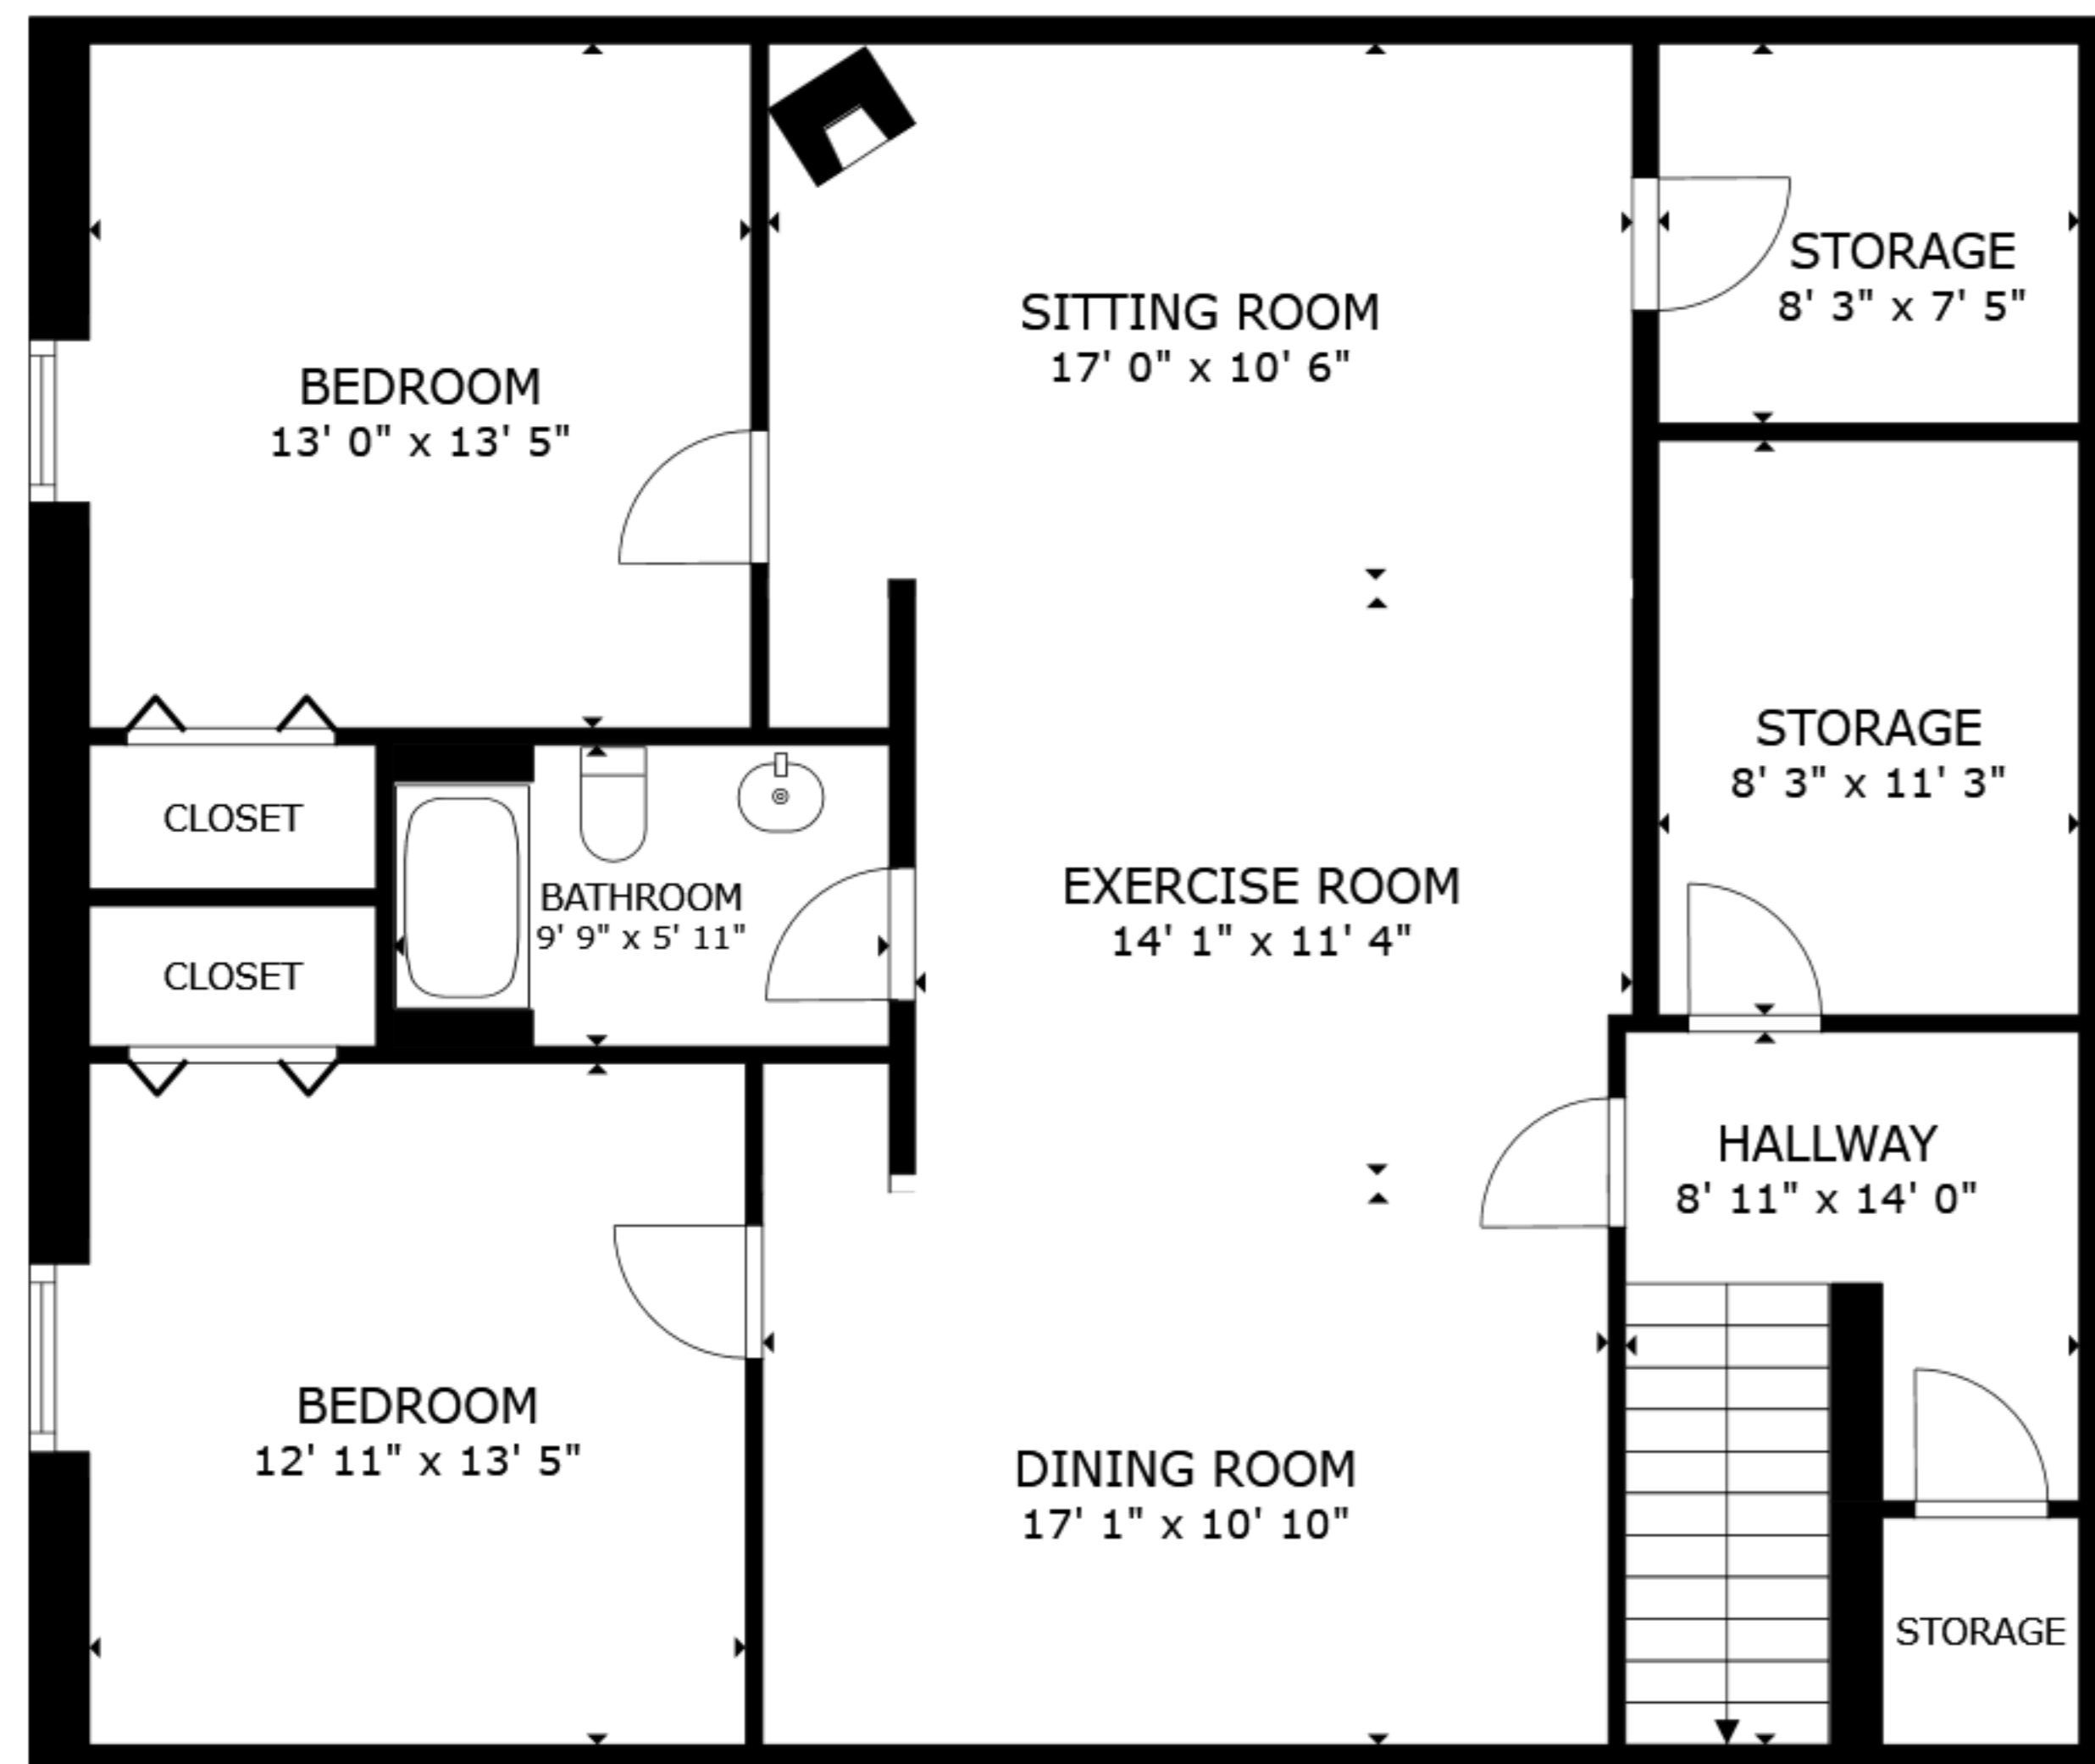 BEDROOM
13' 0" x 13' 5"
SITTING ROOM
17' 0" x 10' 6"
STORAGE
8' 3" x 7' 5"
STORAGE
8' 3" x 11' 3"
CLOSET
CLOSET
BATHROOM
9' 9" x 5' 11"
EXERCISE ROOM
14' 1" x 11' 4"
HALLWAY
8' 11" x 14' 0"
BEDROOM
12' 11" x 13' 5"
DINING ROOM
17' 1" x 10' 10"
STORAGE